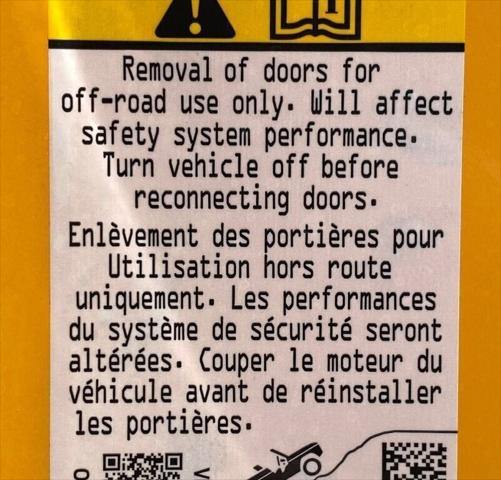 Removal of doors for
off-road use only. Will affect
safety system performance.
Turn vehicle off before
reconnecting doors.
Enlèvement des portières pour
Utilisation hors route
uniquement. Les performances
du système de sécurité seront
altérées. Couper le moteur du
véhicule avant de réinstaller
les portières.